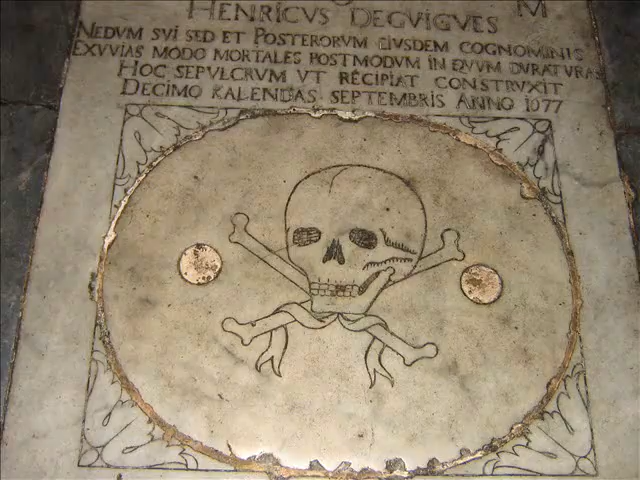 M
HENRICVS DEGVIGVES
NEDVM SVI SED ET POSTERORVM EIVSDEM COGNOMINIS
EXVVIAS MODO MORTALES POSTMODVM IN ÆVVM DVRATVRAS
HOC SEPVLCRVM VT RECIPIAT CONSTRVXIT
DECIMO KALENDAS SEPTEMBRIS ANNO 1677